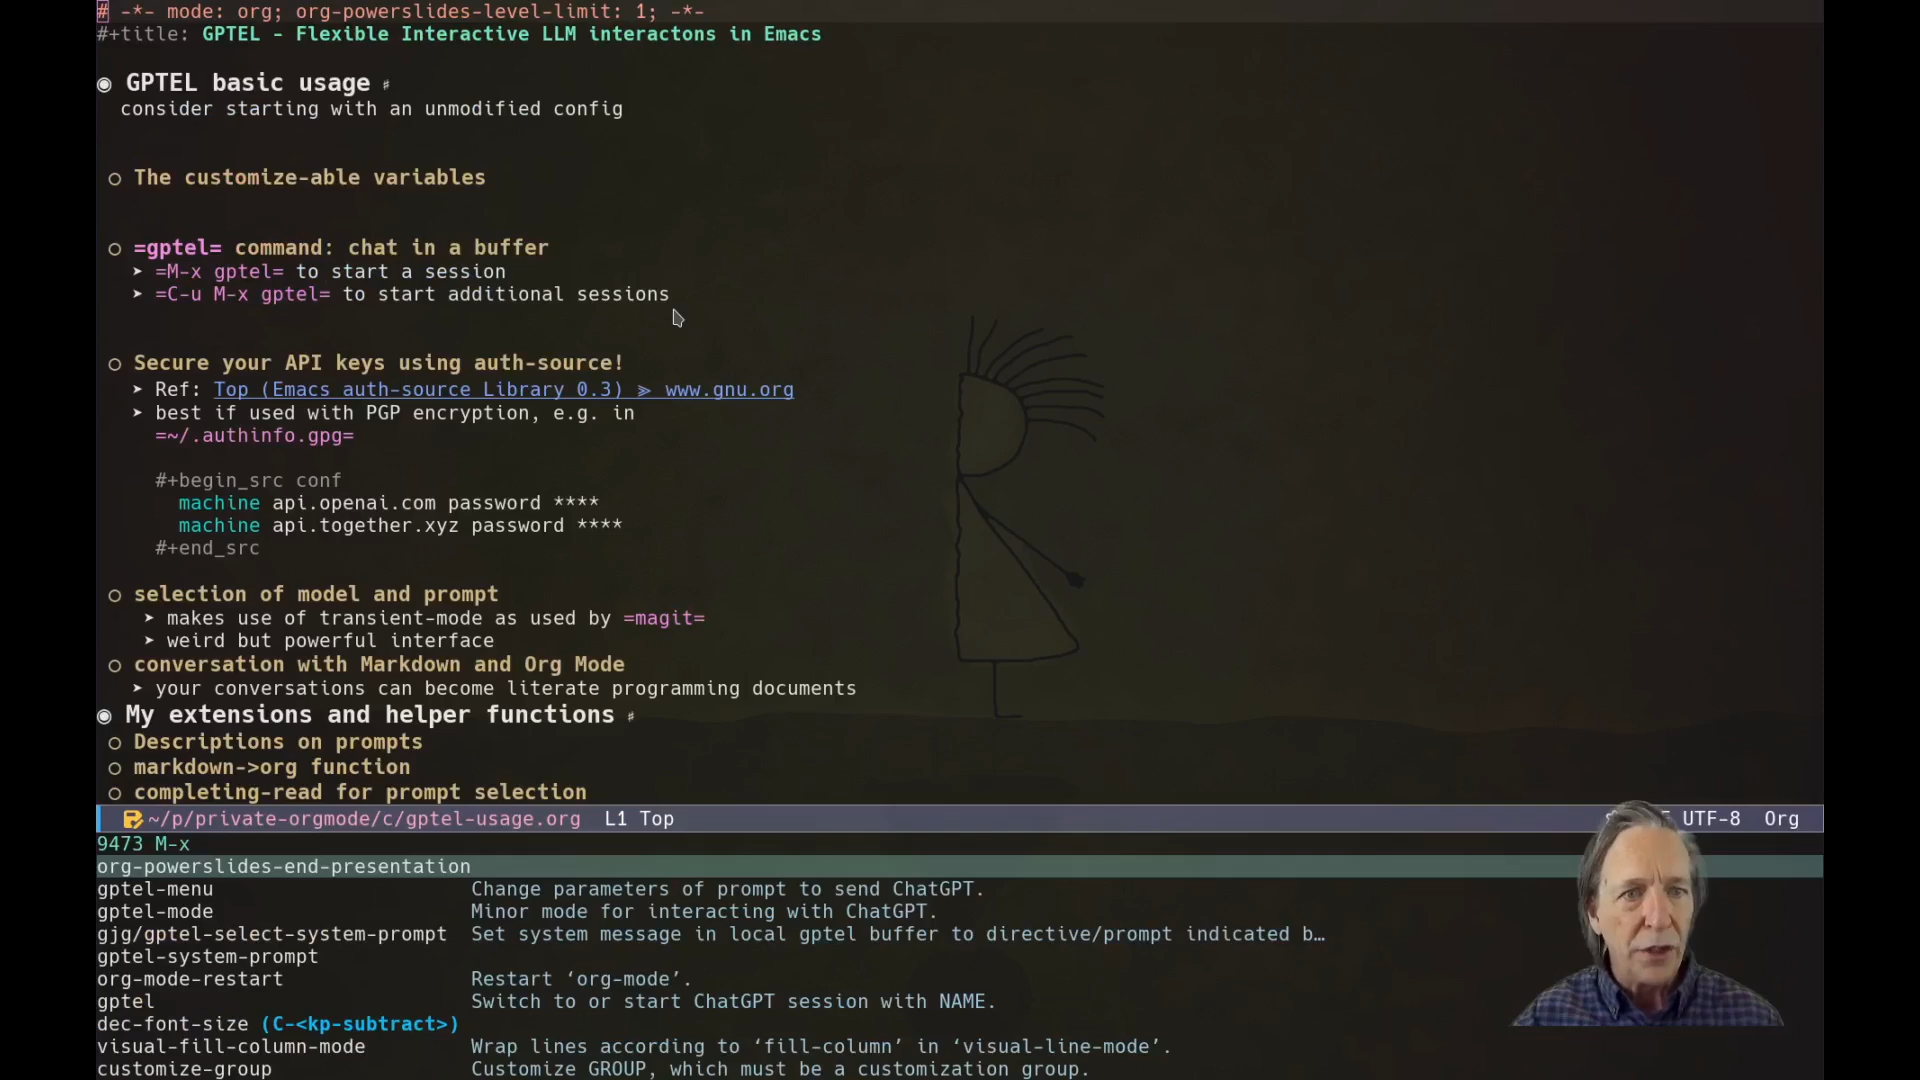 # -*- mode: org; org-powerslides-level-limit: 1; -*-
#+title: GPTEL - Flexible Interactive LLM interactons in Emacs
◉ GPTEL basic usage ♯
consider starting with an unmodified config
○ The customize-able variables
○ =gptel= command: chat in a buffer
➤ =M-x gptel= to start a session
➤ =C-u M-x gptel= to start additional sessions
○ Secure your API keys using auth-source!
➤ Ref: Top (Emacs auth-source Library 0.3) ⪢ www.gnu.org
➤ best if used with PGP encryption, e.g. in
=~/.authinfo.gpg=
#+begin_src conf
machine api.openai.com password ****
machine api.together.xyz password ****
#+end_src
○ selection of model and prompt
➤ makes use of transient-mode as used by =magit=
➤ weird but powerful interface
○ conversation with Markdown and Org Mode
➤ your conversations can become literate programming documents
◉ My extensions and helper functions ♯
○ Descriptions on prompts
○ markdown->org function
○ completing-read for prompt selection
~/p/private-orgmode/c/gptel-usage.org L1 Top UTF-8 Org
9473 M-x
org-powerslides-end-presentation
gptel-menu Change parameters of prompt to send ChatGPT.
gptel-mode Minor mode for interacting with ChatGPT.
gjg/gptel-select-system-prompt Set system message in local gptel buffer to directive/prompt indicated b…
gptel-system-prompt
org-mode-restart Restart ‘org-mode’.
gptel Switch to or start ChatGPT session with NAME.
dec-font-size (C-<kp-subtract>)
visual-fill-column-mode Wrap lines according to ‘fill-column’ in ‘visual-line-mode’.
customize-group Customize GROUP, which must be a customization group.